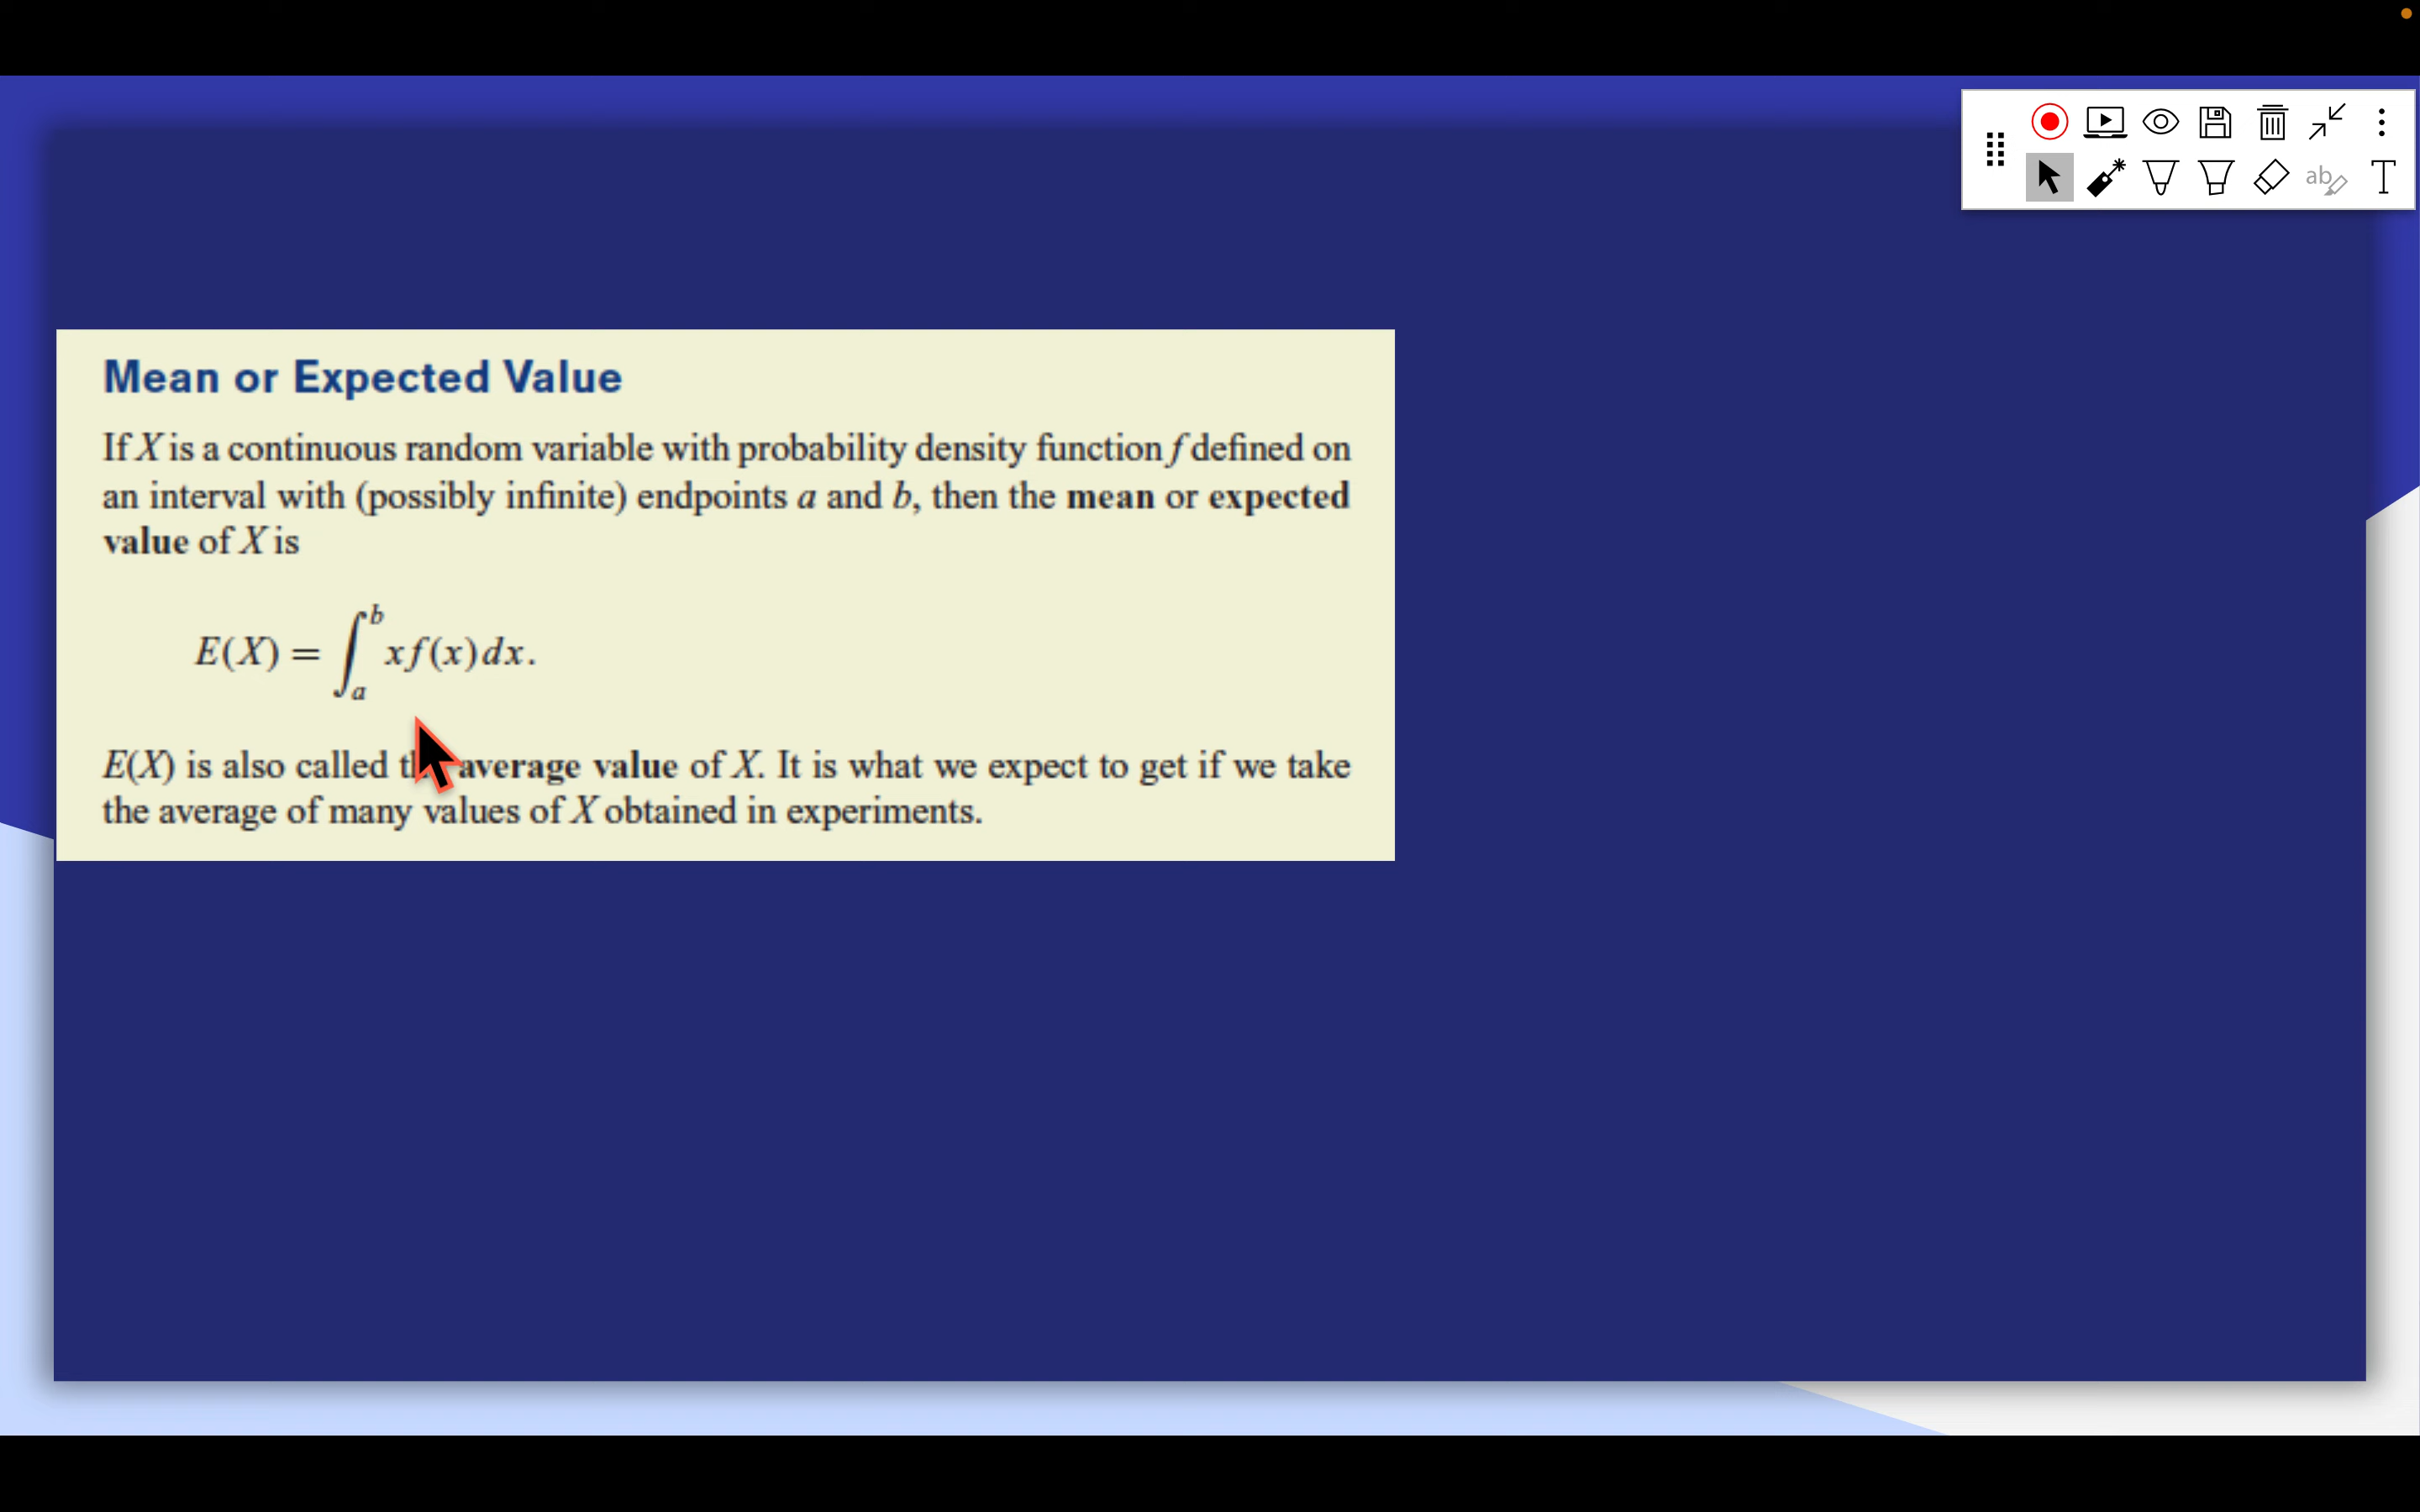 Mean or Expected Value
If X is a continuous random variable with probability density function f defined on
an interval with (possibly infinite) endpoints a and b, then the mean or expected
value of X is
E(X) = ∫_a^b x f(x) dx.
E(X) is also called average value of X. It is what we expect to get if we take
the average of many values of X obtained in experiments.
ab
T